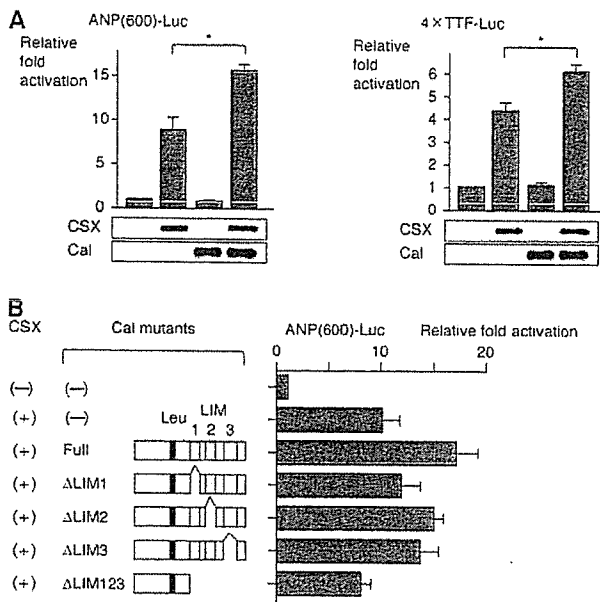 A
ANP(600)-Luc
Relative
fold
activation
*
15
10
5
0
CSX
Cal
4×TTF-Luc
Relative
fold
activation
*
6
5
4
3
2
1
0
CSX
Cal
B
CSX
Cal mutants
ANP(600)-Luc
Relative fold activation
0
10
20
(—)
(—)
(+)
(—)
Leu
LIM
1 2 3
(+)
Full
(+)
ΔLIM1
(+)
ΔLIM2
(+)
ΔLIM3
(+)
ΔLIM123